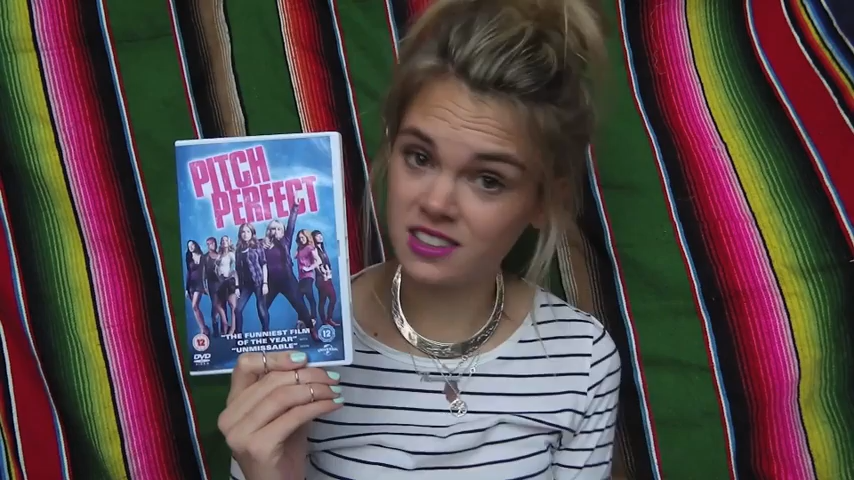 PITCH
PERFECT
"THE FUNNIEST FILM
OF THE YEAR"
"UNMISSABLE"
12
12
DVD